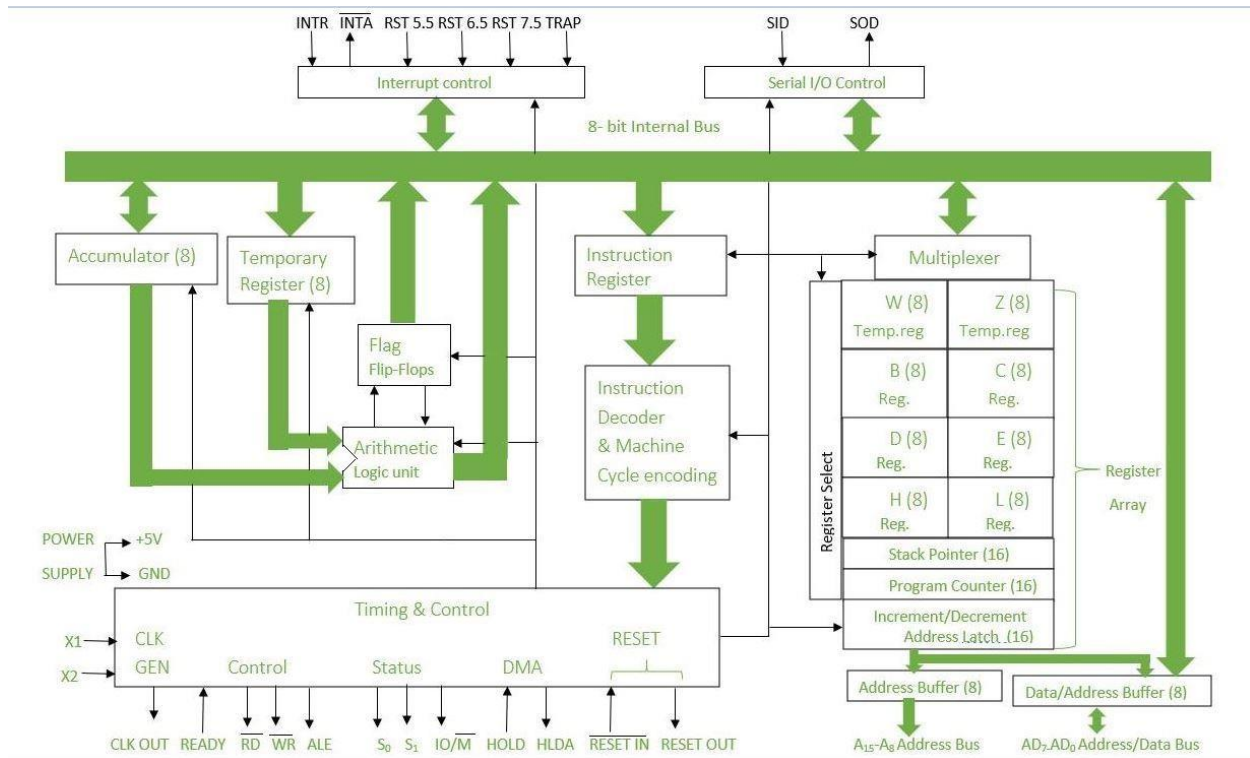 INTR INTA RST 5.5 RST 6.5 RST 7.5 TRAP
SID SOD
Interrupt control
Serial I/O Control
8- bit Internal Bus
Accumulator (8)
Temporary
Register (8)
Instruction
Register
Multiplexer
Flag
Flip-Flops
Arithmetic
Logic unit
Instruction
Decoder
& Machine
Cycle encoding
Register Select
W (8)
Temp.reg
Z (8)
Temp.reg
B (8)
Reg.
C (8)
Reg.
D (8)
Reg.
E (8)
Reg.
H (8)
Reg.
L (8)
Reg.
Stack Pointer (16)
Program Counter (16)
Increment/Decrement
Address Latch (16)
Register
Array
POWER +5V
SUPPLY GND
Timing & Control
X1 CLK
X2 GEN
Control
Status
DMA
RESET
CLK OUT READY RD WR ALE S0 S1 IO/M HOLD HLDA RESET IN RESET OUT
Address Buffer (8)
Data/Address Buffer (8)
A15-A8 Address Bus
AD7.AD0 Address/Data Bus